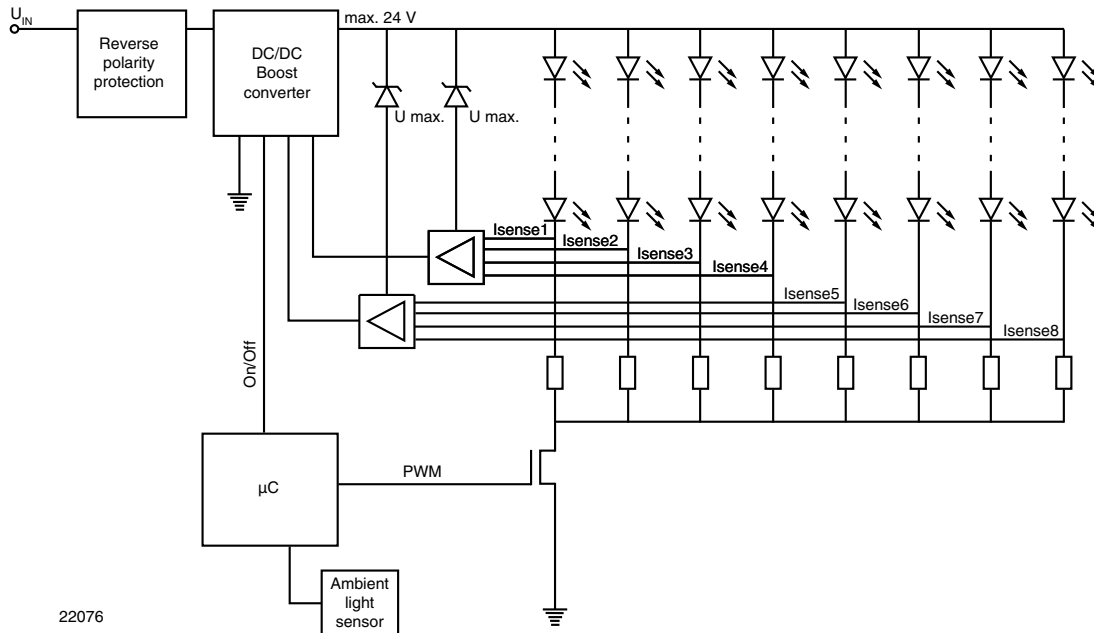 UIN
max. 24 V
Reverse
polarity
protection
DC/DC
Boost
converter
U max.
U max.
Isense1
Isense2
Isense3
Isense4
Isense5
Isense6
Isense7
Isense8
On/Off
µC
PWM
Ambient
light
sensor
22076